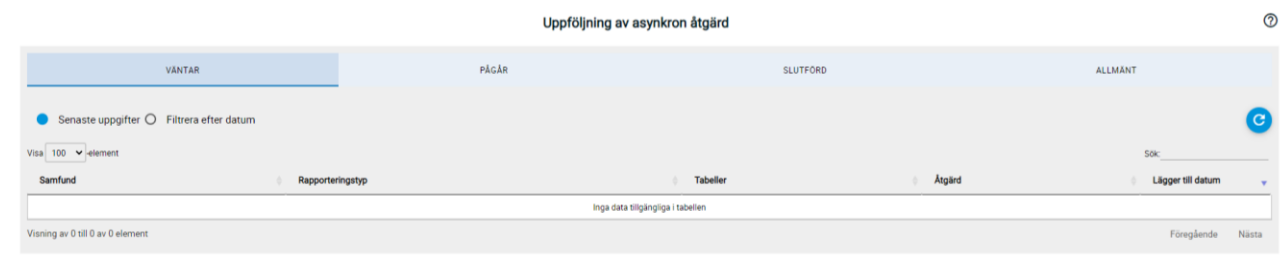 Uppföljning av asynkron åtgärd
VÄNTAR PÅGÅR SLUTFÖRD ALLMÄNT
Senaste uppgifter Filtrera efter datum
Visa 100 -element Sök:
Samfund Rapporteringstyp Tabeller Åtgärd Lägger till datum
Inga data tillgängliga i tabellen
Visning av 0 till 0 av 0 element Föregående Nästa